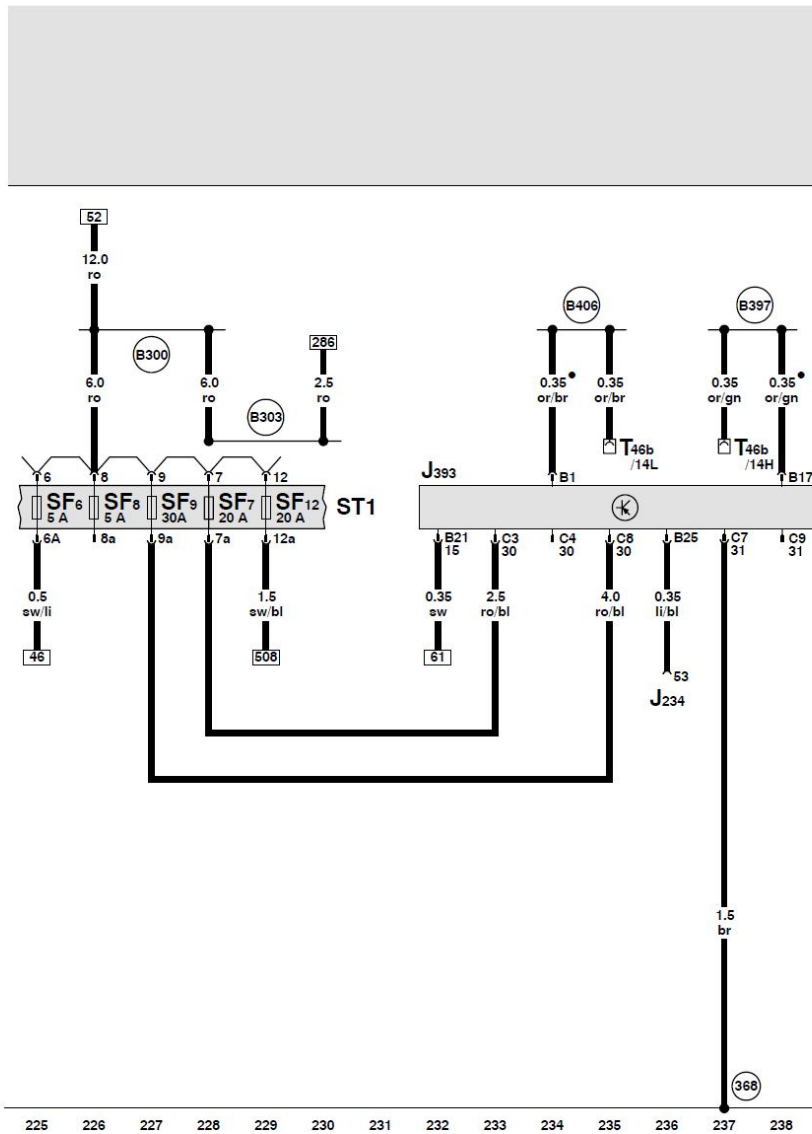 52
12.0
ro
B406
B397
286
B300
6.0
ro
6.0
ro
2.5
ro
0.35
or/br
0.35
or/br
0.35
or/gn
0.35
or/gn
B303
T46b
/14L
T46b
/14H
6 8 9 7 12
J393
B1
B17
SF6
5 A
SF8
5 A
SF9
30A
SF7
20 A
SF12
20 A
ST1
6A 8a 9a 7a 12a
B21
15
C3
30
C4
30
C8
30
B25
C7
31
C9
31
0.5
sw/li
1.5
sw/bl
0.35
sw
2.5
ro/bl
4.0
ro/bl
0.35
li/bl
46
508
61
53
J234
1.5
br
368
225 226 227 228 229 230 231 232 233 234 235 236 237 238